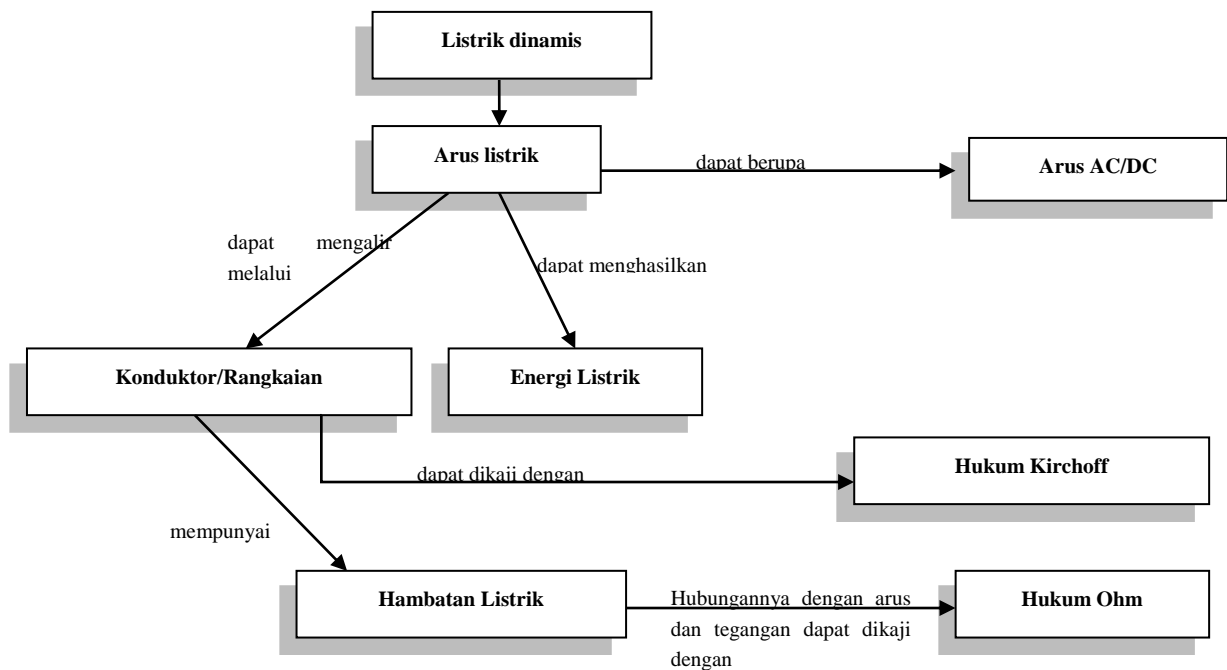 Listrik dinamis
Arus listrik
dapat berupa
Arus AC/DC
dapat mengalir
melalui
dapat menghasilkan
Konduktor/Rangkaian
Energi Listrik
dapat dikaji dengan
Hukum Kirchoff
mempunyai
Hambatan Listrik
Hubungannya dengan arus
dan tegangan dapat dikaji
dengan
Hukum Ohm